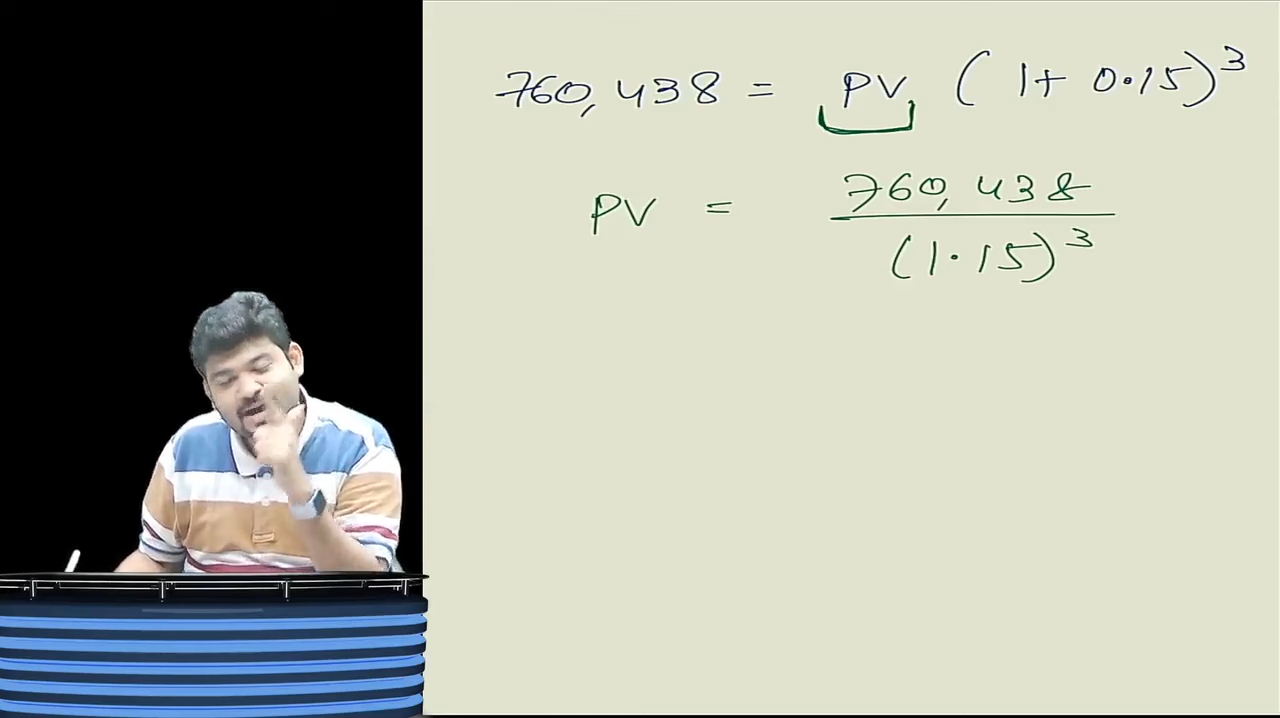 760,438 = PV (1+ 0.15)^3
PV = 760,438 / (1.15)^3